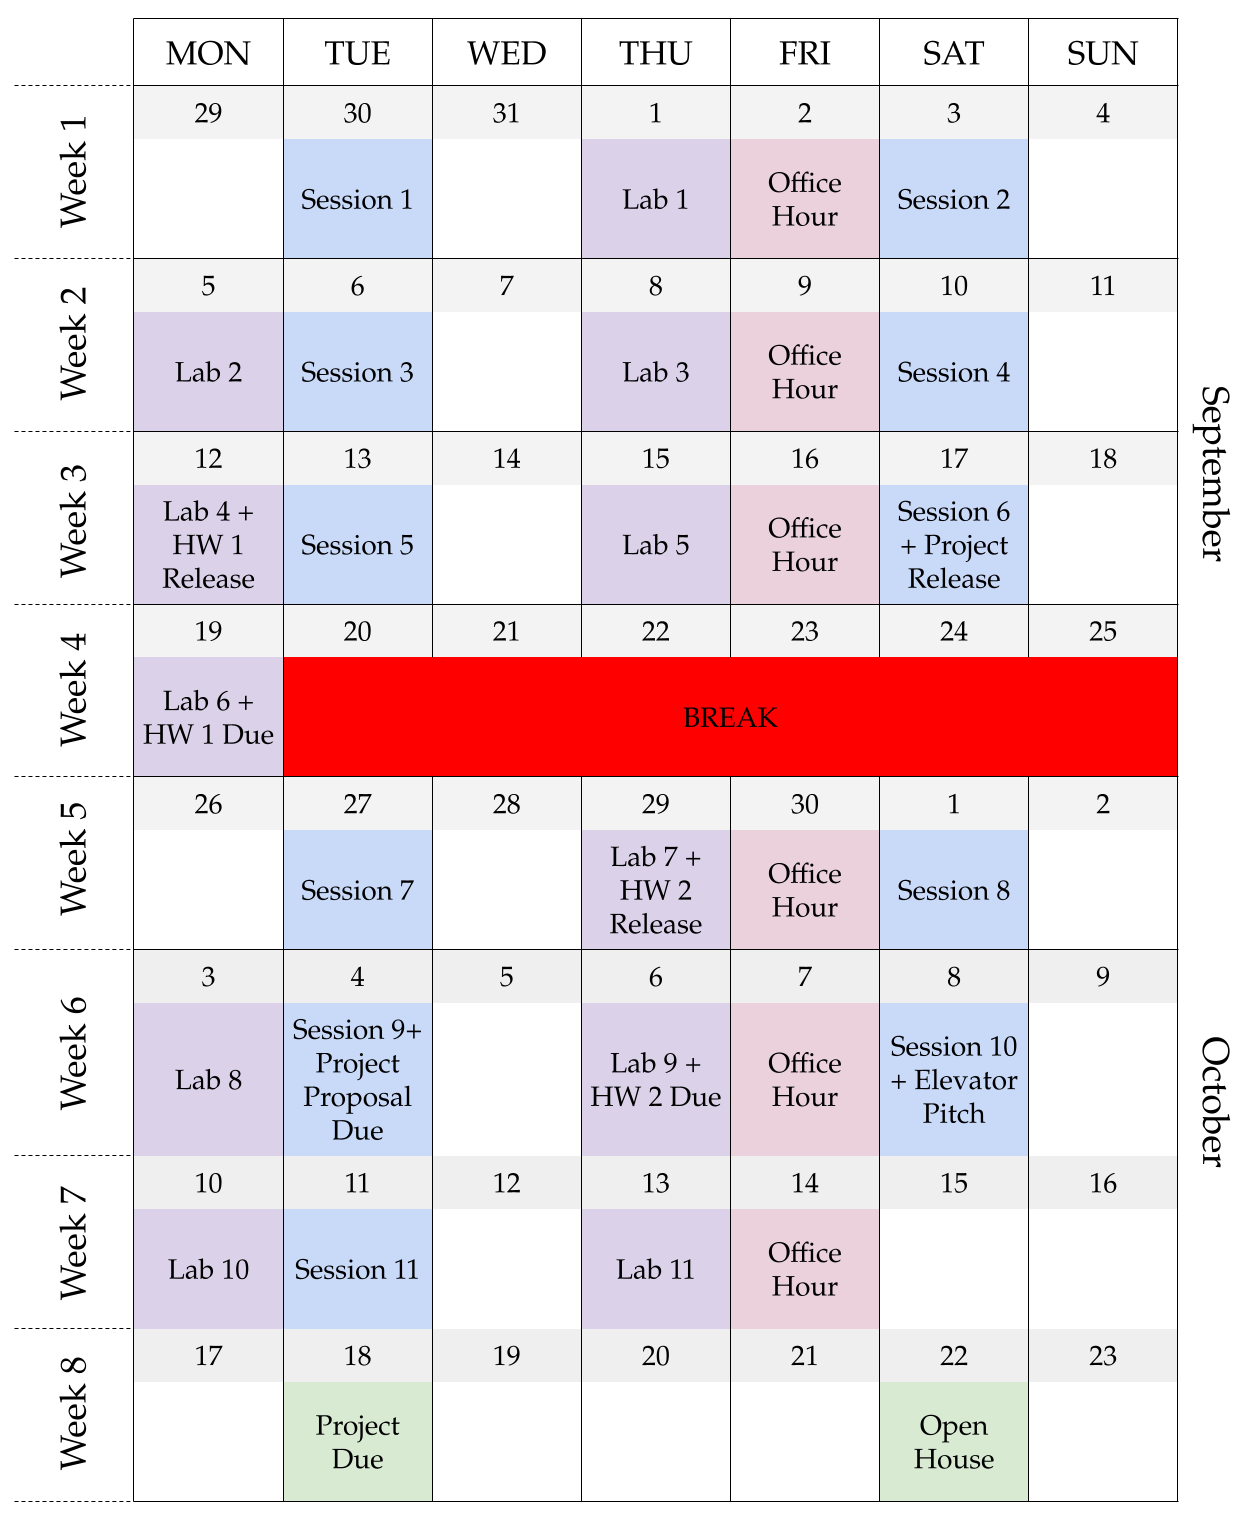 MON TUE WED THU FRI SAT SUN
Week 1
29 30 31 1 2 3 4
Session 1
Lab 1
Office
Hour
Session 2
Week 2
5 6 7 8 9 10 11
Lab 2
Session 3
Lab 3
Office
Hour
Session 4
September
Week 3
12 13 14 15 16 17 18
Lab 4 +
HW 1
Release
Session 5
Lab 5
Office
Hour
Session 6
+ Project
Release
Week 4
19 20 21 22 23 24 25
Lab 6 +
HW 1 Due
BREAK
Week 5
26 27 28 29 30 1 2
Session 7
Lab 7 +
HW 2
Release
Office
Hour
Session 8
Week 6
3 4 5 6 7 8 9
Lab 8
Session 9+
Project
Proposal
Due
Lab 9 +
HW 2 Due
Office
Hour
Session 10
+ Elevator
Pitch
October
Week 7
10 11 12 13 14 15 16
Lab 10
Session 11
Lab 11
Office
Hour
Week 8
17 18 19 20 21 22 23
Project
Due
Open
House